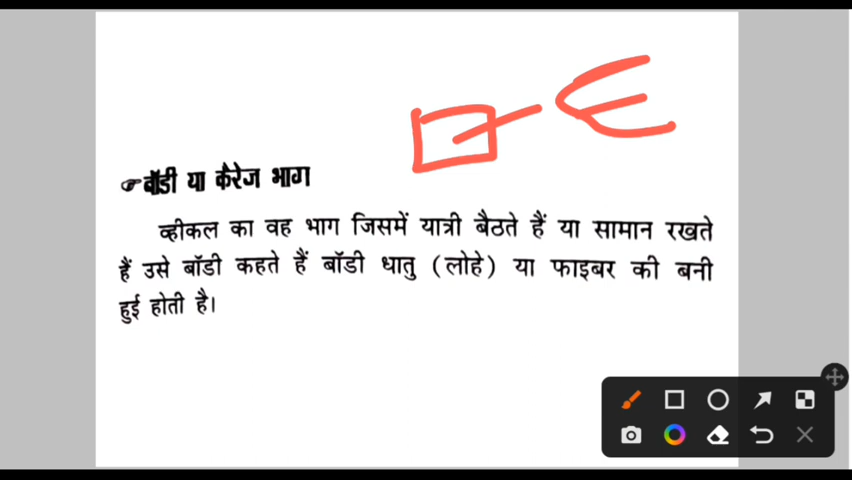 ☞बॉडी या कैरेज भाग
व्हीकल का वह भाग जिसमें यात्री बैठते हैं या सामान रखते
हैं उसे बॉडी कहते हैं बॉडी धातु (लोहे) या फाइबर की बनी
हुई होती है।